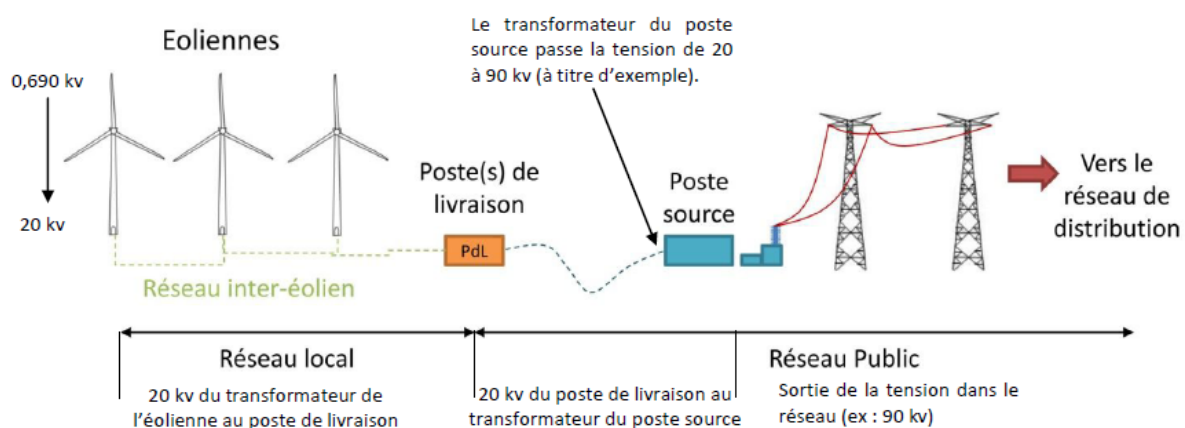 Eoliennes
Le transformateur du poste
source passe la tension de 20
à 90 kv (à titre d'exemple).
0,690 kv
20 kv
Poste(s) de
livraison
PdL
Poste
source
Vers le
réseau de
distribution
Réseau inter-éolien
Réseau local
20 kv du transformateur de
l'éolienne au poste de livraison
20 kv du poste de livraison au
transformateur du poste source
Réseau Public
Sortie de la tension dans le
réseau (ex : 90 kv)